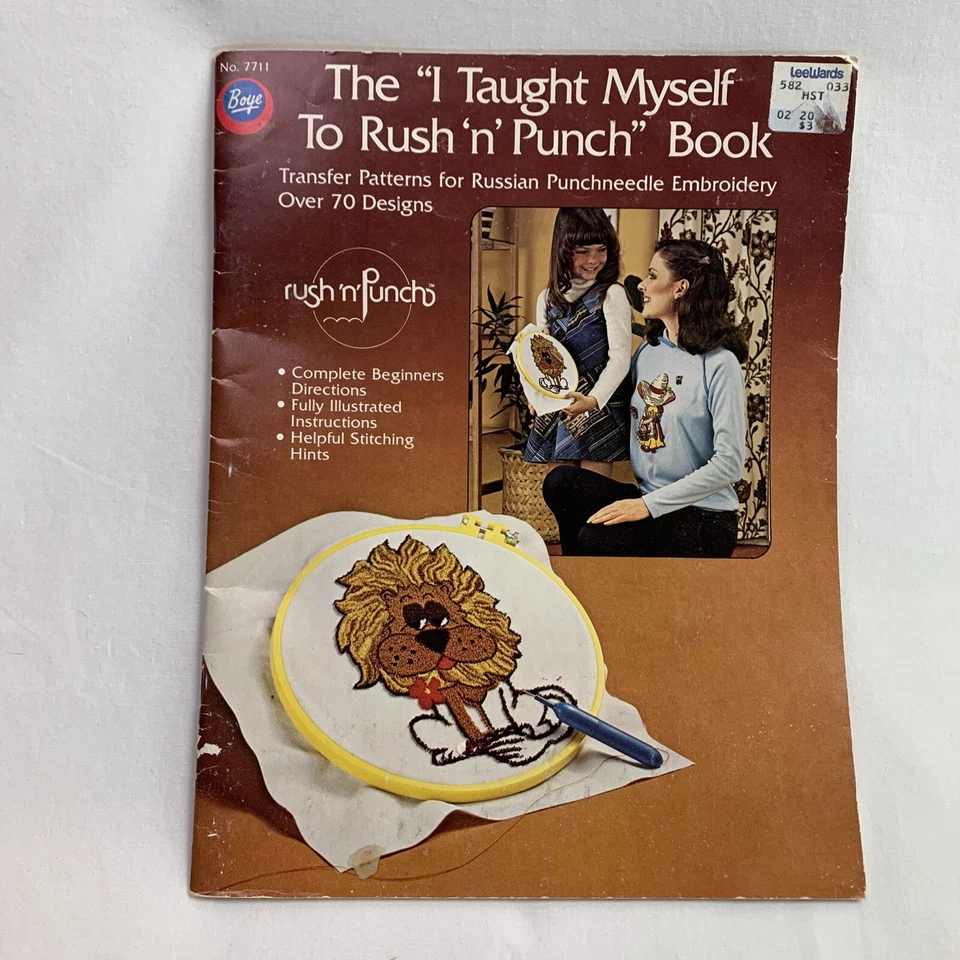 No. 7711
Boye
The “I Taught Myself
To Rush ‘n’ Punch” Book
LeeWards
582 033
HST
02 20
$3
Transfer Patterns for Russian Punchneedle Embroidery
Over 70 Designs
rush ‘n’ punch™
• Complete Beginners
Directions
• Fully Illustrated
Instructions
• Helpful Stitching
Hints